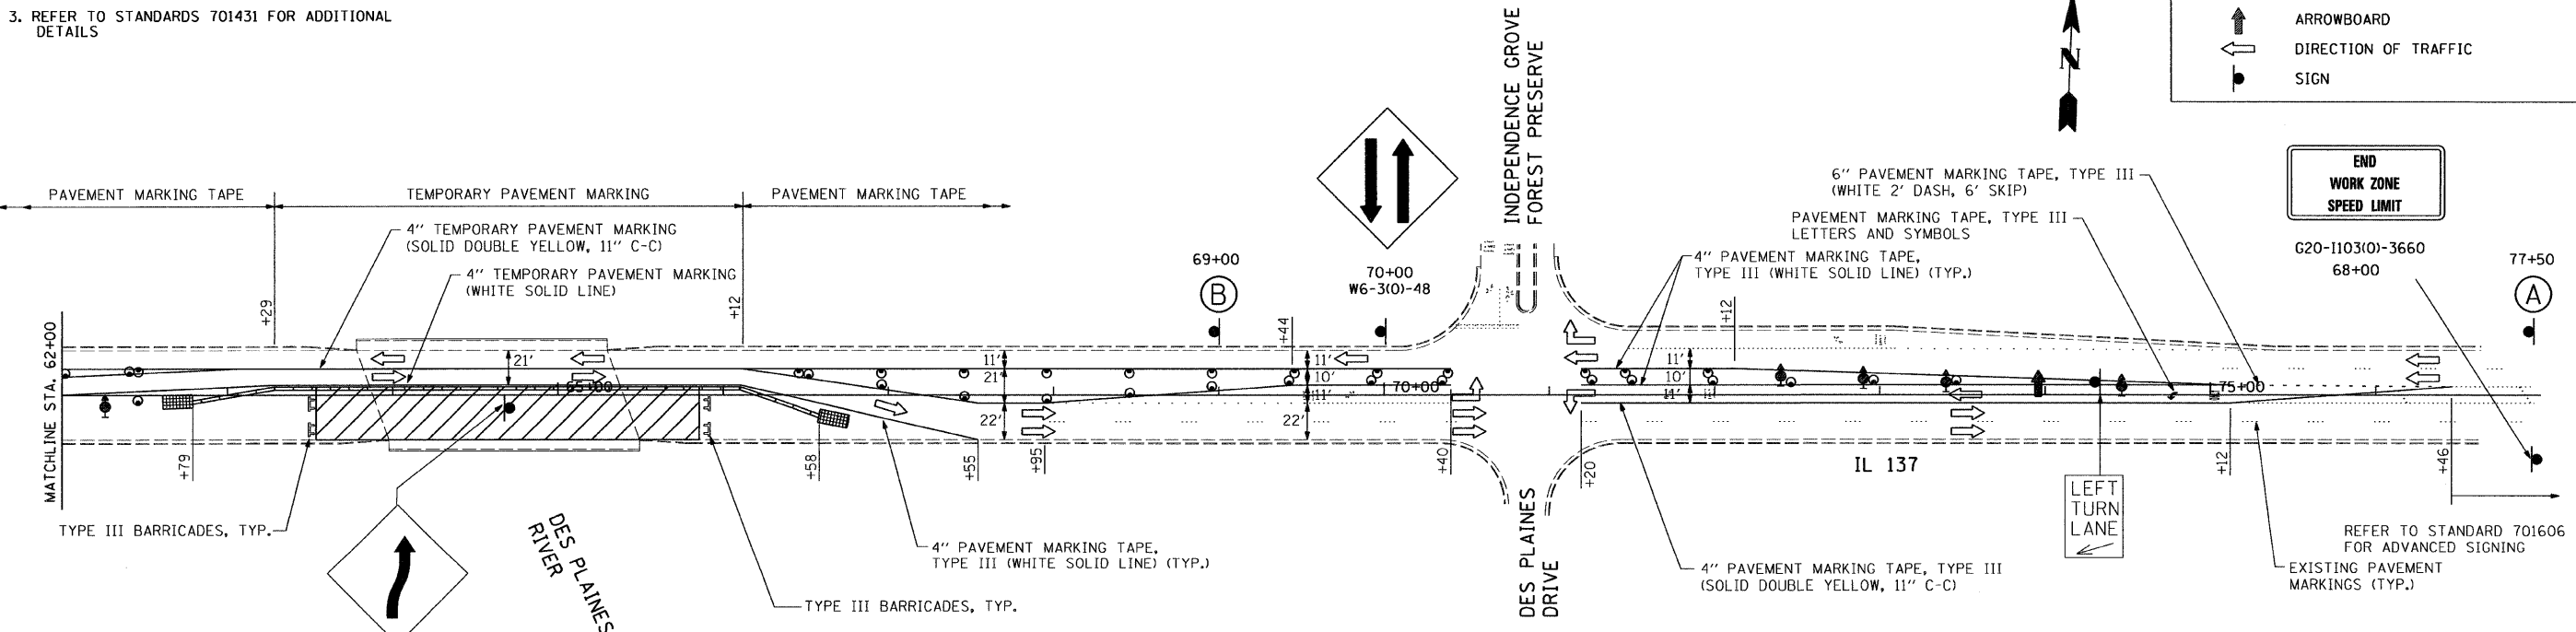 3. REFER TO STANDARDS 701431 FOR ADDITIONAL
DETAILS
ARROWBOARD
DIRECTION OF TRAFFIC
SIGN
N
INDEPENDENCE GROVE
FOREST PRESERVE
END
WORK ZONE
SPEED LIMIT
G20-I103(O)-3660
68+00
77+50
A
6" PAVEMENT MARKING TAPE, TYPE III
(WHITE 2' DASH, 6' SKIP)
PAVEMENT MARKING TAPE, TYPE III
LETTERS AND SYMBOLS
4" PAVEMENT MARKING TAPE,
TYPE III (WHITE SOLID LINE) (TYP.)
PAVEMENT MARKING TAPE
TEMPORARY PAVEMENT MARKING
PAVEMENT MARKING TAPE
4" TEMPORARY PAVEMENT MARKING
(SOLID DOUBLE YELLOW, 11" C-C)
4" TEMPORARY PAVEMENT MARKING
(WHITE SOLID LINE)
69+00
B
70+00
W6-3(O)-48
+29
+12
+44
+12
MATCHLINE STA. 62+00
21'
11'
21'
22'
11'
10'
11'
22'
11'
10'
11'
65+00
70+00
75+00
+79
+58
+55
+95
+40
+20
+12
+46
IL 137
LEFT
TURN
LANE
TYPE III BARRICADES, TYP.
DES PLAINES
RIVER
4" PAVEMENT MARKING TAPE,
TYPE III (WHITE SOLID LINE) (TYP.)
TYPE III BARRICADES, TYP.
DES PLAINES
DRIVE
4" PAVEMENT MARKING TAPE, TYPE III
(SOLID DOUBLE YELLOW, 11" C-C)
REFER TO STANDARD 701606
FOR ADVANCED SIGNING
EXISTING PAVEMENT
MARKINGS (TYP.)